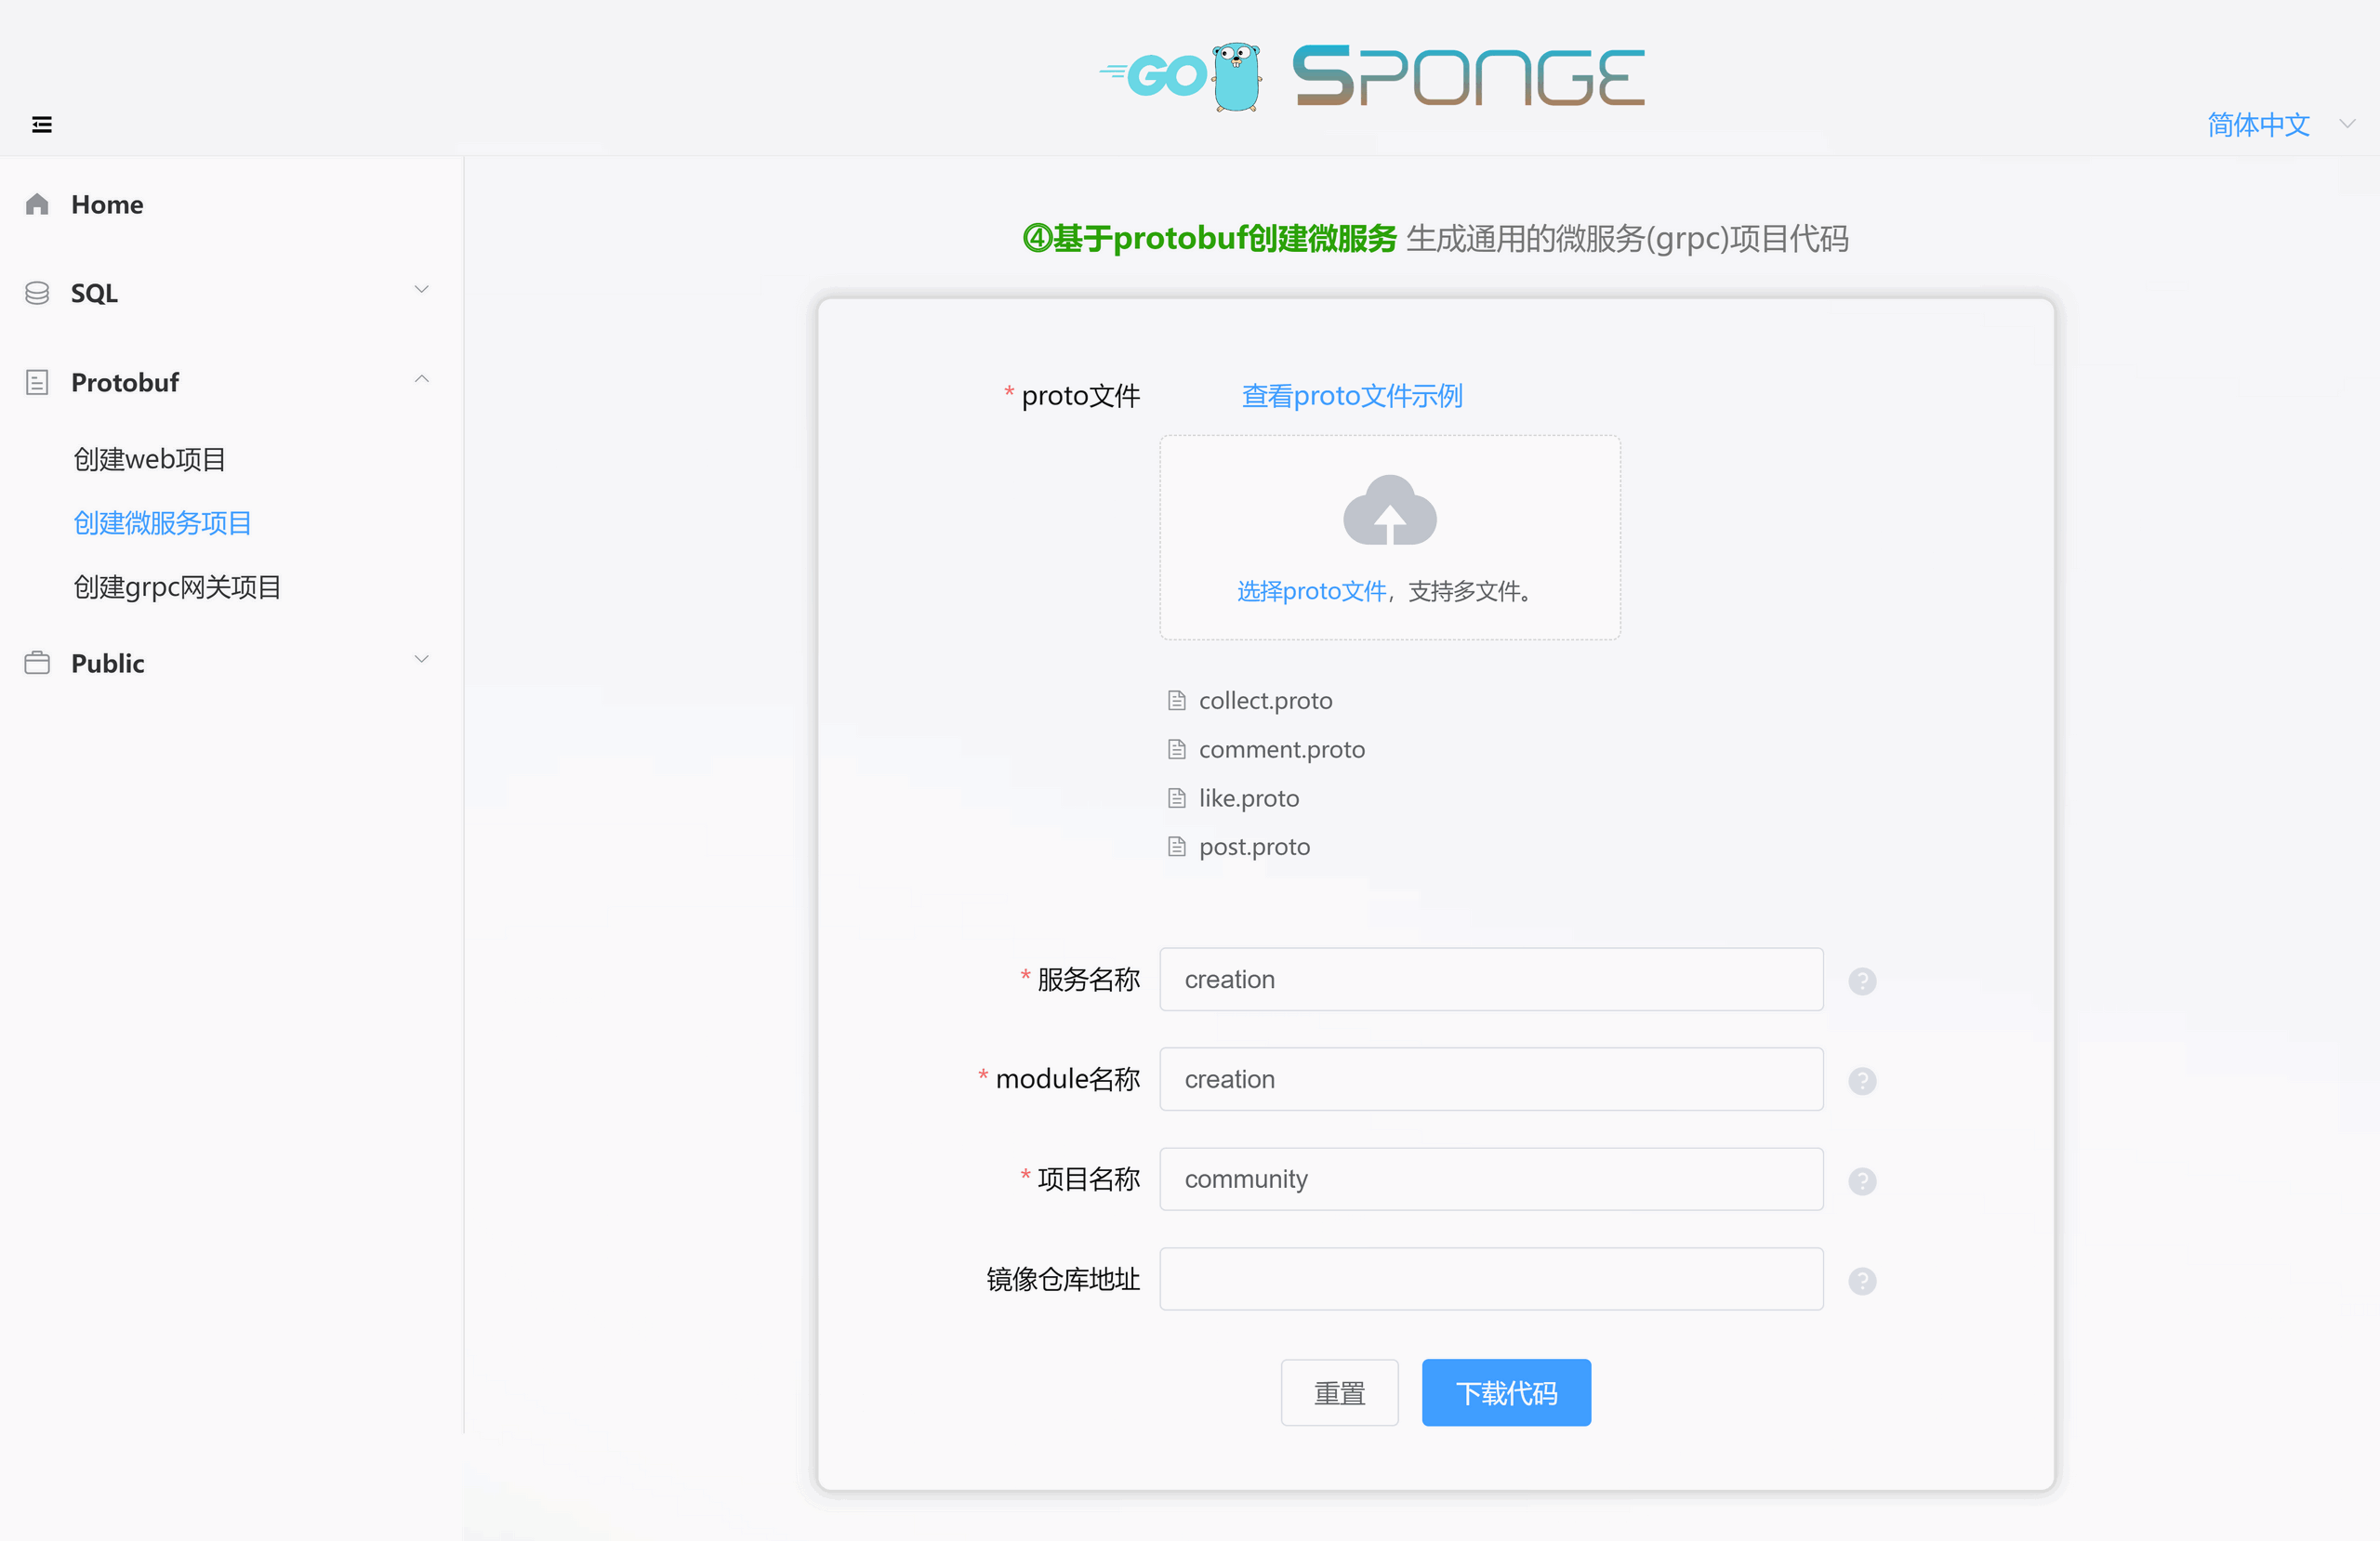 GO SPONGE
简体中文
Home
SQL
Protobuf
创建web项目
创建微服务项目
创建grpc网关项目
Public
④基于protobuf创建微服务 生成通用的微服务(grpc)项目代码
* proto文件 查看proto文件示例
选择proto文件，支持多文件。
collect.proto
comment.proto
like.proto
post.proto
* 服务名称 creation
* module名称 creation
* 项目名称 community
镜像仓库地址
重置 下载代码